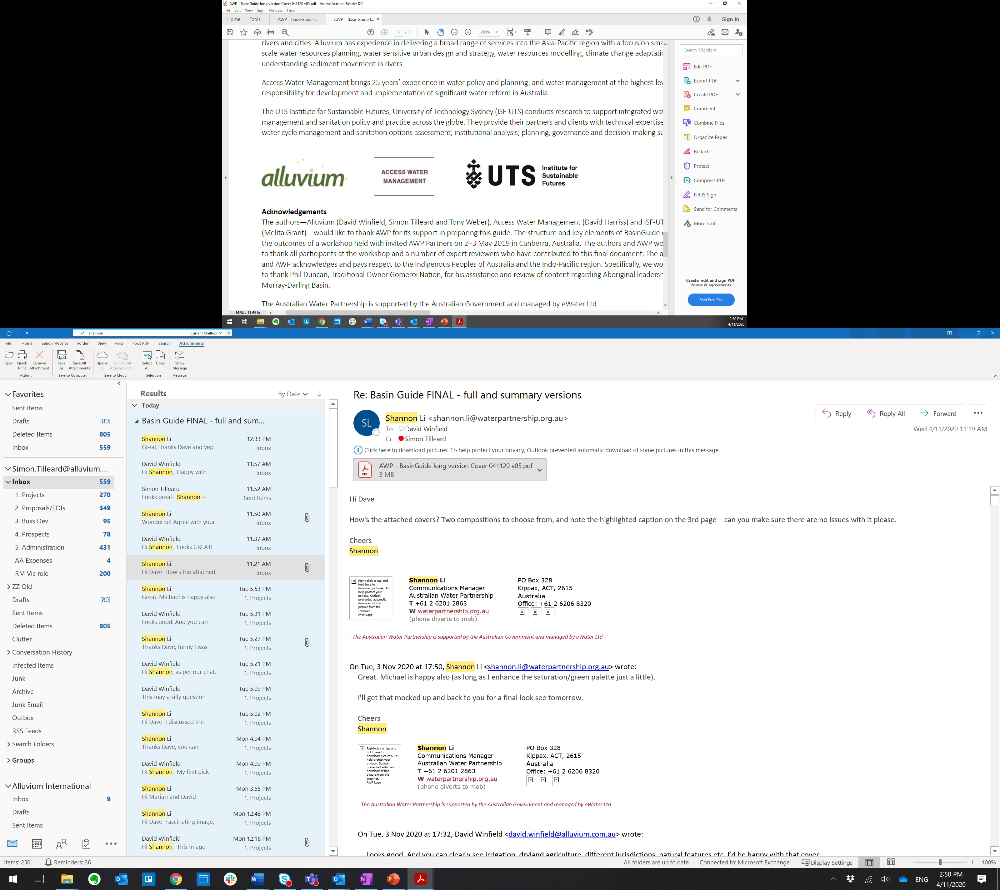 AWP - BasinGuide long version Cover 041120 v05.pdf - Adobe Acrobat Reader DC
File Edit View Sign Window Help
Home Tools AWP - BasinGuide l... AWP - BasinGuide l... × Sign In
3 / 3 200%
rivers and cities. Alluvium has experience in delivering a broad range of services into the Asia-Pacific region with a focus on sma
scale water resources planning, water sensitive urban design and strategy, water resources modelling, climate change adaptati
understanding sediment movement in rivers.
Access Water Management brings 25 years’ experience in water policy and planning, and water management at the highest-lev
responsibility for development and implementation of significant water reform in Australia.
The UTS Institute for Sustainable Futures, University of Technology Sydney (ISF-UTS) conducts research to support integrated wat
management and sanitation policy and practice across the globe. They provide their partners and clients with technical expertise
water cycle management and sanitation options assessment; institutional analysis; planning, governance and decision-making su
alluvium
ACCESS WATER
MANAGEMENT
UTS
Institute for
Sustainable
Futures
Acknowledgements
The authors—Alluvium (David Winfield, Simon Tilleard and Tony Weber), Access Water Management (David Harriss) and ISF-UT
(Melita Grant)—would like to thank AWP for its support in preparing this guide. The structure and key elements of BasinGuide
the outcomes of a workshop held with invited AWP Partners on 2–3 May 2019 in Canberra, Australia. The authors and AWP wo
to thank all participants at the workshop and a number of expert reviewers who have contributed to this final document. The a
and AWP acknowledges and pays respect to the Indigenous Peoples of Australia and the Indo-Pacific region. Specifically, we wo
to thank Phil Duncan, Traditional Owner Gomeroi Nation, for his assistance and review of content regarding Aboriginal leadersh
Murray-Darling Basin.
The Australian Water Partnership is supported by the Australian Government and managed by eWater Ltd.
16.54 x 11.69 in
Search 'Highlight'
Edit PDF
Export PDF
Create PDF
Comment
Combine Files
Organize Pages
Redact
Protect
Compress PDF
Fill & Sign
Send for Comments
More Tools
Create, edit and sign PDF
forms & agreements
Start Free Trial
2:50 PM
4/11/2020
shannon Current Mailbox
File Home Send / Receive Folder View Help Foxit PDF Search Attachments
Open Quick Print Remove Attachment Save As Save All Attachments Upload Upload All Attachments Select All Copy Show Message
Actions Save to Computer Save to Cloud Selection Message
Favorites
Sent Items
Drafts [80]
Deleted Items 805
Inbox 559
Simon.Tilleard@alluvium....
Inbox 559
1. Projects 270
2. Proposals/EOIs 349
3. Buss Dev 95
4. Prospects 78
5. Administration 431
AA Expenses 4
RM Vic role 200
ZZ Old
Drafts [80]
Sent Items
Deleted Items 805
Clutter
Conversation History
Infected Items
Junk
Archive
Junk Email
Outbox
RSS Feeds
Search Folders
Groups
Alluvium International
Inbox 9
Drafts
Sent Items
Results By Date
Today
Basin Guide FINAL - full and sum...
Shannon Li 12:33 PM
Great, thanks Dave and yep Inbox
David Winfield 11:57 AM
Hi Shannon, Happy with Inbox
Simon Tilleard 11:52 AM
Looks great! Shannon – Sent Items
Shannon Li 11:50 AM
Wonderful! Agree with your Inbox
David Winfield 11:37 AM
Hi Shannon, Looks GREAT! Inbox
Shannon Li 11:21 AM
Hi Dave How's the attached Inbox
Shannon Li Tue 5:53 PM
Great. Michael is happy also 1. Projects
David Winfield Tue 5:31 PM
Looks good. And you can 1. Projects
Shannon Li Tue 5:27 PM
Thanks Dave, funny I was 1. Projects
David Winfield Tue 5:21 PM
Hi Shannon, as per our chat, 1. Projects
David Winfield Tue 5:09 PM
This may a silly question – 1. Projects
Shannon Li Tue 5:02 PM
Hi Dave I discussed the 1. Projects
Shannon Li Mon 4:04 PM
Thanks Dave, you can 1. Projects
David Winfield Mon 4:00 PM
Hi Shannon, My first pick 1. Projects
Shannon Li Mon 3:55 PM
Hi Marian and David 1. Projects
Shannon Li Mon 12:48 PM
Hi Dave Fascinating image, 1. Projects
David Winfield Mon 12:16 PM
Hi Shannon, This image 1. Projects
Re: Basin Guide FINAL - full and summary versions
SL
Shannon Li <shannon.li@waterpartnership.org.au>
To David Winfield
Cc Simon Tilleard
Reply Reply All Forward
Wed 4/11/2020 11:19 AM
Click here to download pictures. To help protect your privacy, Outlook prevented automatic download of some pictures in this message.
PDF
AWP - BasinGuide long version Cover 041120 v05.pdf
3 MB
Hi Dave
How's the attached covers? Two compositions to choose from, and note the highlighted caption on the 3rd page – can you make sure there are no issues with it please.
Cheers
Shannon
Right-click or tap and
hold here to
download pictures. To
help protect your
privacy, Outlook
prevented automatic
download of this
picture from the
Internet.
AWP Logo
Shannon Li
Communications Manager
Australian Water Partnership
T +61 2 6201 2863
W waterpartnership.org.au
(phone diverts to mob)
PO Box 328
Kippax, ACT, 2615
Australia
Office: +61 2 6206 8320
- The Australian Water Partnership is supported by the Australian Government and managed by eWater Ltd -
On Tue, 3 Nov 2020 at 17:50, Shannon Li <shannon.li@waterpartnership.org.au> wrote:
Great. Michael is happy also (as long as I enhance the saturation/green palette just a little).
I'll get that mocked up and back to you for a final look see tomorrow.
Cheers
Shannon
Right-click or tap and
hold here to
download pictures. To
help protect your
privacy, Outlook
prevented automatic
download of this
picture from the
Internet.
AWP Logo
Shannon Li
Communications Manager
Australian Water Partnership
T +61 2 6201 2863
W waterpartnership.org.au
(phone diverts to mob)
PO Box 328
Kippax, ACT, 2615
Australia
Office: +61 2 6206 8320
- The Australian Water Partnership is supported by the Australian Government and managed by eWater Ltd -
On Tue, 3 Nov 2020 at 17:32, David Winfield <david.winfield@alluvium.com.au> wrote:
Looks good. And you can clearly see irrigation, dryland agriculture, different jurisdictions, natural features etc. I'd be happy with that cover
Items: 250 Reminders: 36 All folders are up to date. Connected to: Microsoft Exchange Display Settings 100%
ENG 2:50 PM
4/11/2020